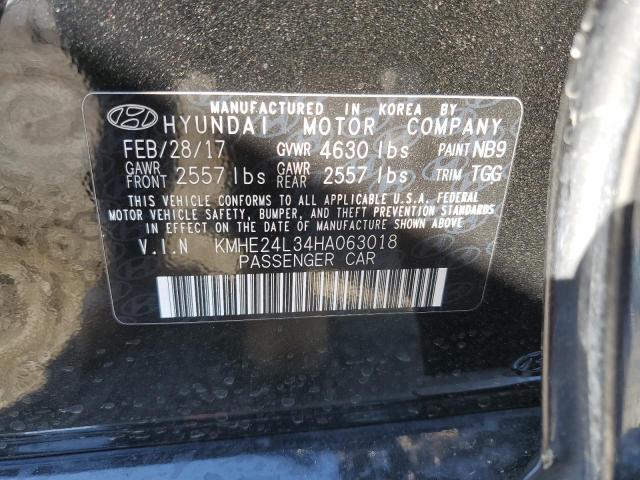 MANUFACTURED IN KOREA BY
HYUNDAI MOTOR COMPANY
FEB/28/17 GVWR 4630 lbs PAINT NB9
GAWR FRONT 2557 lbs GAWR REAR 2557 lbs TRIM TGG
THIS VEHICLE CONFORMS TO ALL APPLICABLE U.S.A. FEDERAL
MOTOR VEHICLE SAFETY, BUMPER, AND THEFT PREVENTION STANDARDS
IN EFFECT ON THE DATE OF MANUFACTURE SHOWN ABOVE
V.I.N KMHE24L34HA063018
PASSENGER CAR